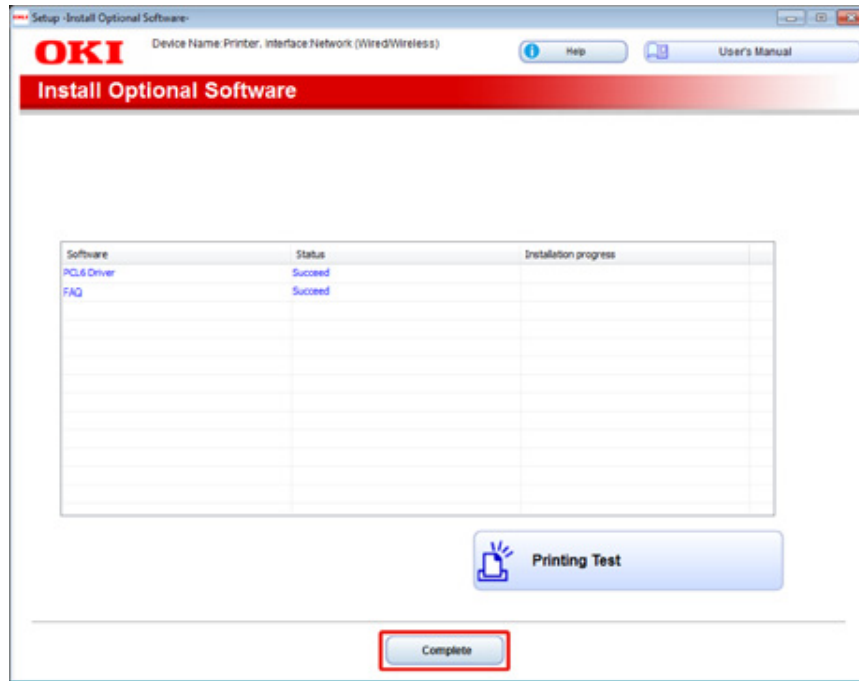 OKI Setup -Install Optional Software-
OKI Device Name:Printer, Interface:Network (Wired/Wireless)
Help
User's Manual
Install Optional Software
Software Status Installation progress
PCL6 Driver Succeed
FAQ Succeed
Printing Test
Complete